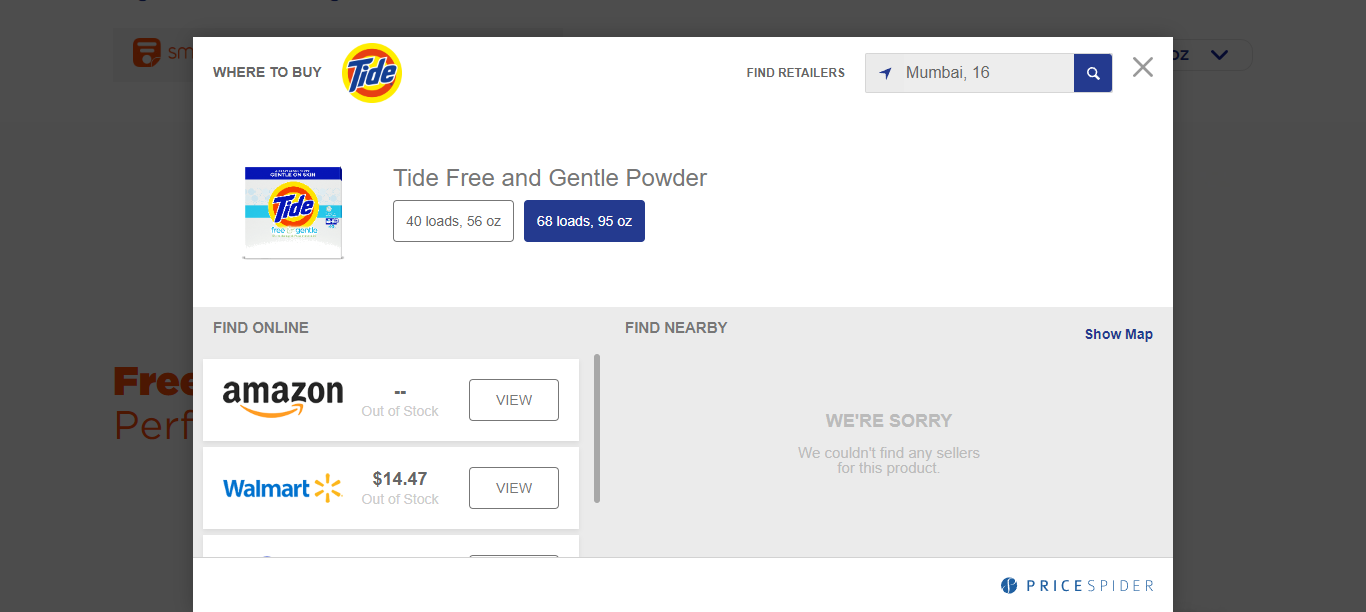 WHERE TO BUY
Tide
FIND RETAILERS
Mumbai, 16
oz
sm
GENTLE ON SKIN
Tide
free & gentle
Tide Free and Gentle Powder
40 loads, 56 oz
68 loads, 95 oz
FIND ONLINE
FIND NEARBY
Show Map
Free
Perf
amazon
--
Out of Stock
VIEW
WE'RE SORRY
We couldn't find any sellers
for this product.
Walmart
$14.47
Out of Stock
VIEW
PRICESPIDER